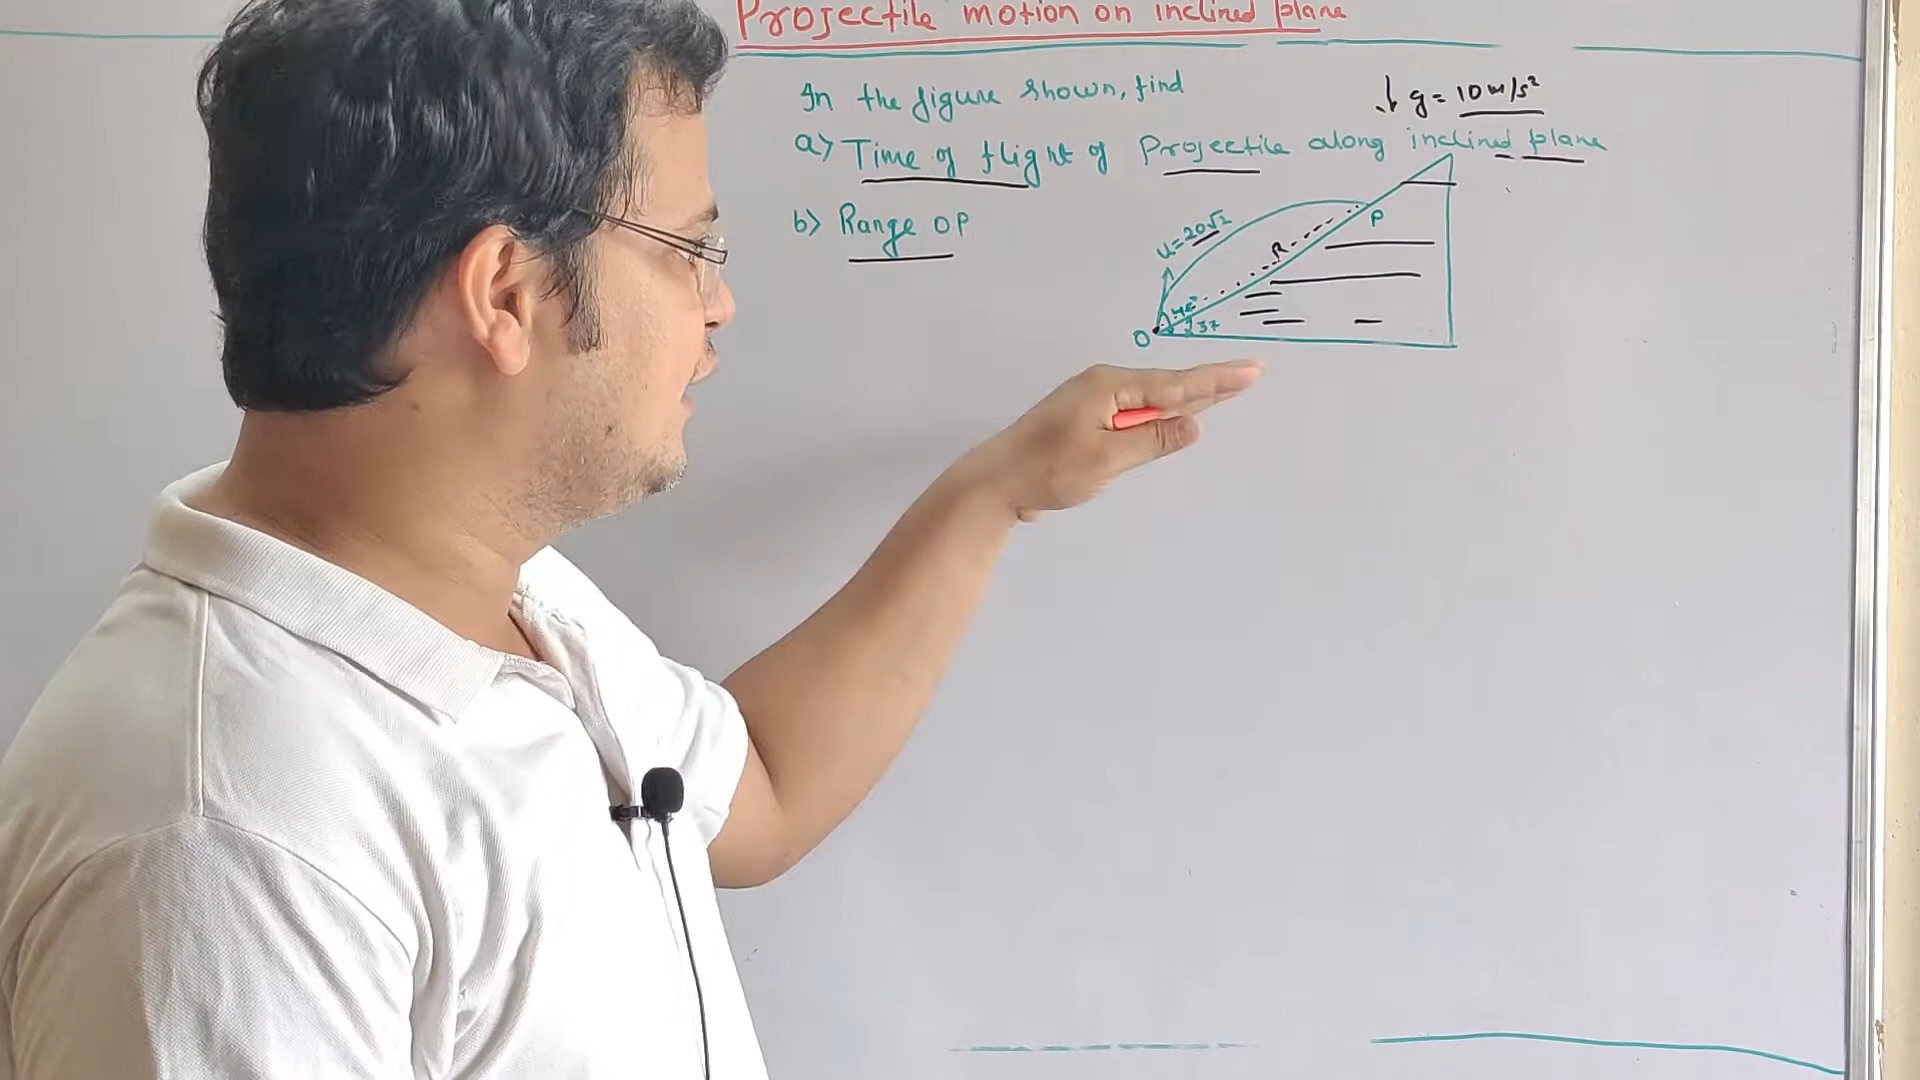 Projectile motion on inclined plane
In the figure shown, find
↓ g = 10 m/s²
a) Time of flight of Projectile along inclined plane
b) Range OP
u = 20√2
R
P
45°
37
O